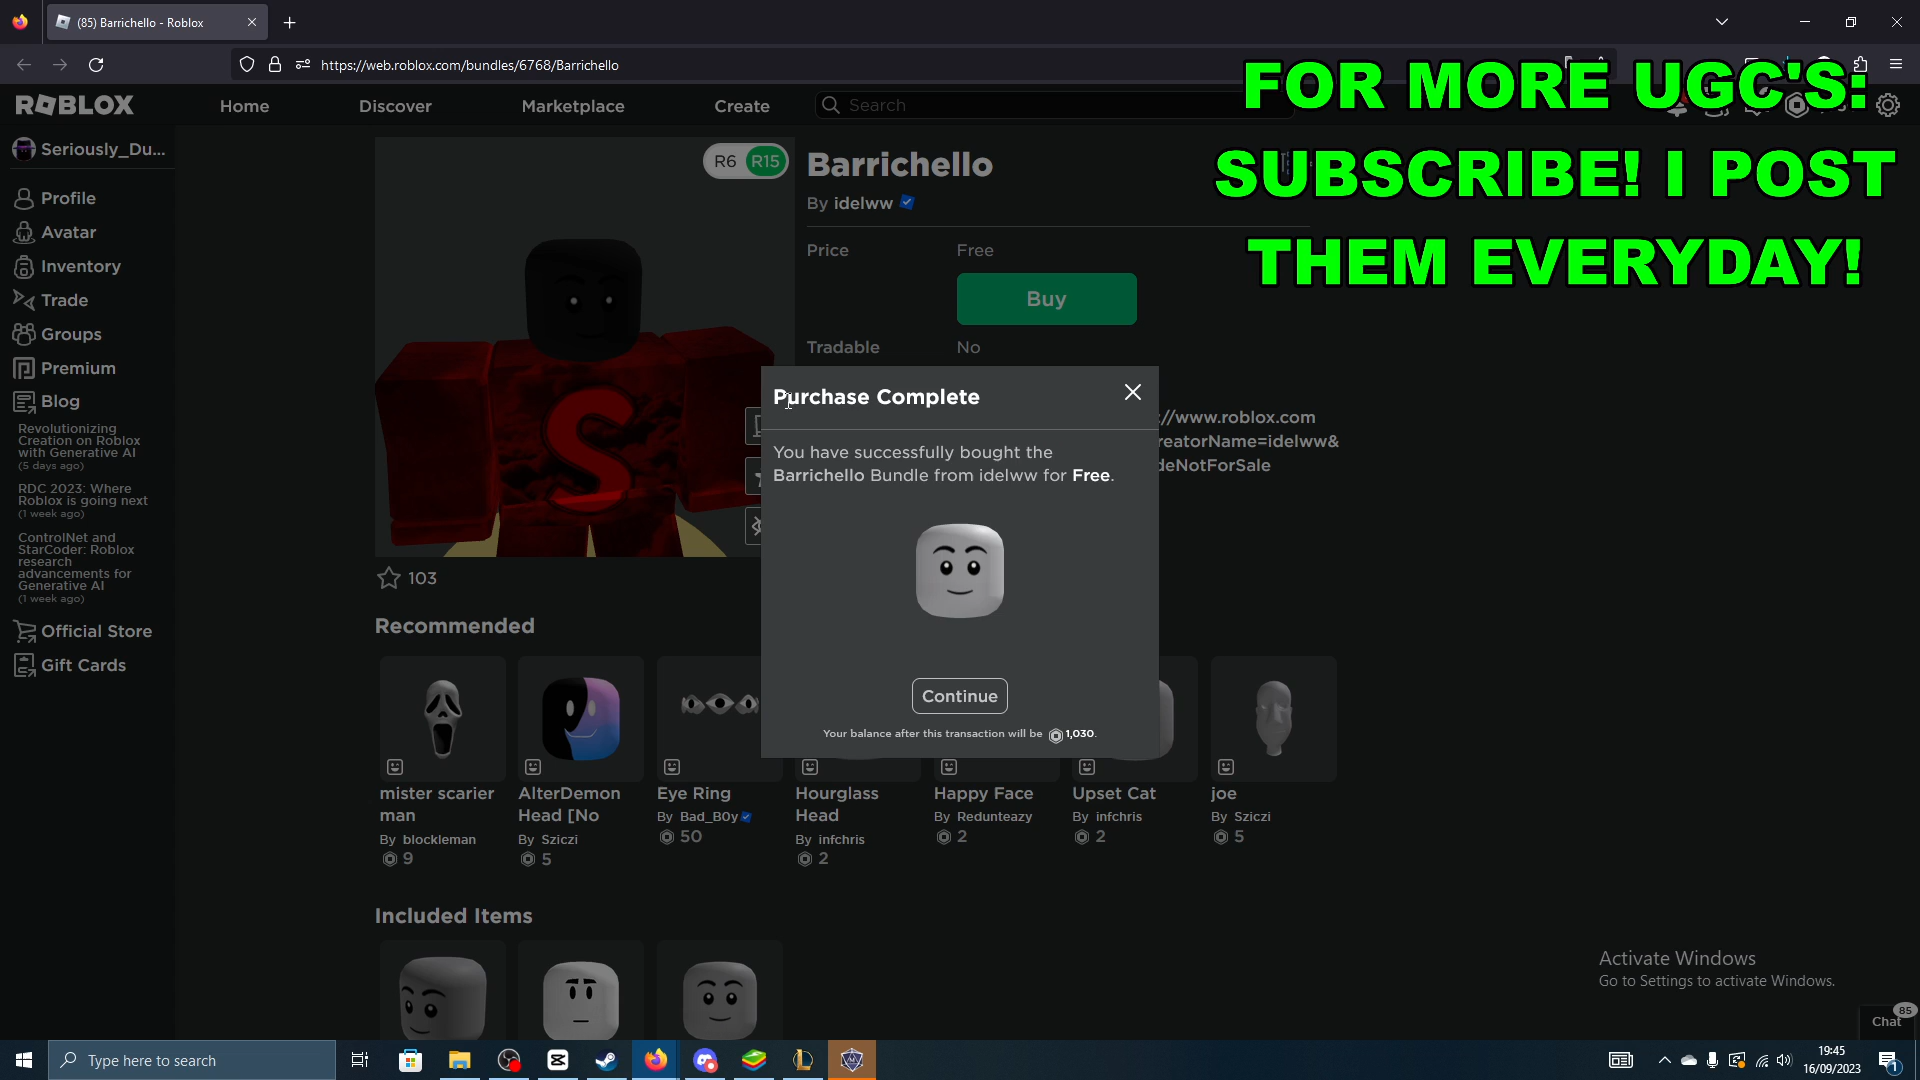 (85) Barrichello - Roblox
https://web.roblox.com/bundles/6768/Barrichello
FOR MORE UGC'S:
SUBSCRIBE! I POST
THEM EVERYDAY!
ROBLOX
Home
Discover
Marketplace
Create
Search
Seriously_Du...
Profile
Avatar
Inventory
Trade
Groups
Premium
Blog
Revolutionizing
Creation on Roblox
with Generative AI
(5 days ago)
RDC 2023: Where
Roblox is going next
(1 week ago)
ControlNet and
StarCoder: Roblox
research
advancements for
Generative AI
(1 week ago)
Official Store
Gift Cards
R6 R15
S
Barrichello
By idelww
Price Free
Buy
Tradable No
://www.roblox.com
reatorName=idelww&
deNotForSale
Purchase Complete
You have successfully bought the
Barrichello Bundle from idelww for Free.
Continue
Your balance after this transaction will be 1,030.
103
Recommended
mister scarier
man
By blockleman
9
AlterDemon
Head [No
By Sziczi
5
Eye Ring
By Bad_B0y
50
Hourglass
Head
By infchris
2
Happy Face
By Redunteazy
2
Upset Cat
By infchris
2
joe
By Sziczi
5
Included Items
Activate Windows
Go to Settings to activate Windows.
85
Chat
Type here to search
19:45
16/09/2023
1